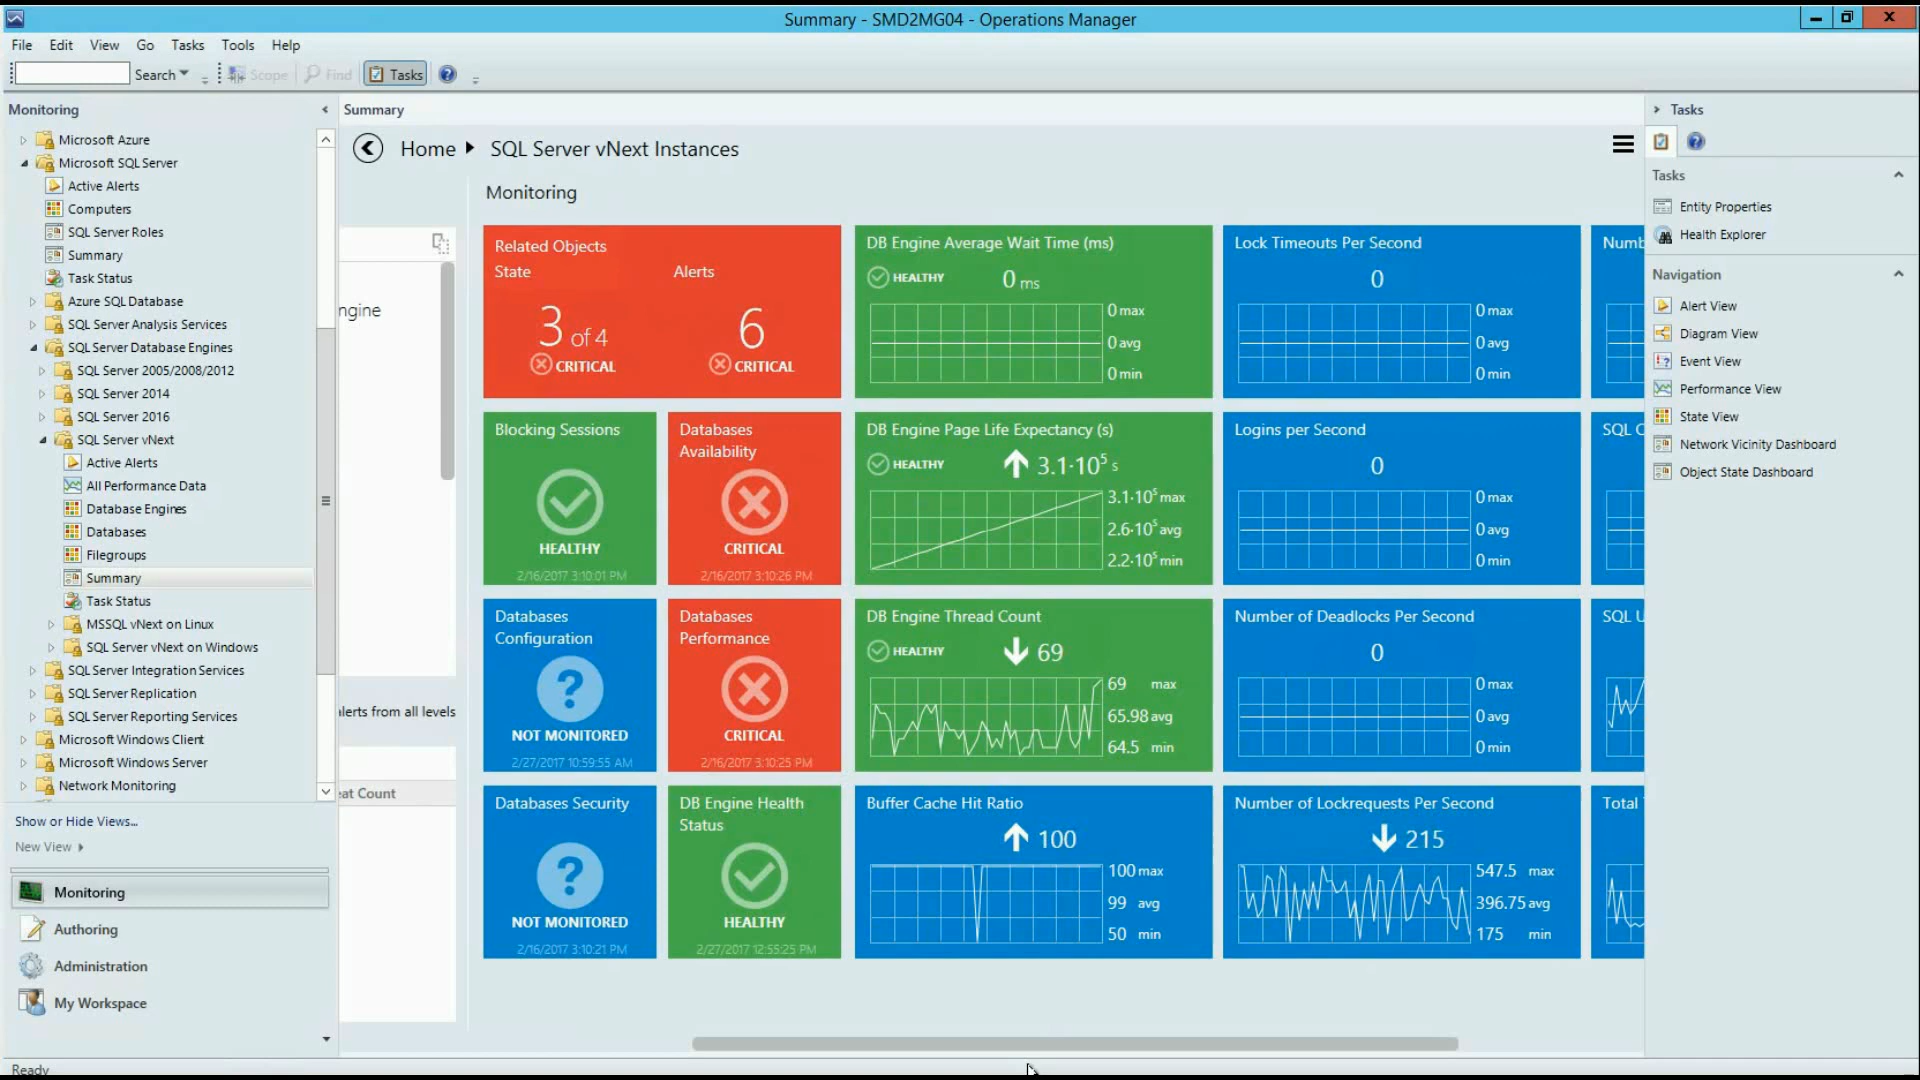 Summary - SMD2MG04 - Operations Manager
File Edit View Go Tasks Tools Help
Search Scope Find Tasks
Monitoring
Microsoft Azure
Microsoft SQL Server
Active Alerts
Computers
SQL Server Roles
Summary
Task Status
Azure SQL Database
SQL Server Analysis Services
SQL Server Database Engines
SQL Server 2005/2008/2012
SQL Server 2014
SQL Server 2016
SQL Server vNext
Active Alerts
All Performance Data
Database Engines
Databases
Filegroups
Summary
Task Status
MSSQL vNext on Linux
SQL Server vNext on Windows
SQL Server Integration Services
SQL Server Replication
SQL Server Reporting Services
Microsoft Windows Client
Microsoft Windows Server
Network Monitoring
Show or Hide Views...
New View
Monitoring
Authoring
Administration
My Workspace
Ready
Summary
Home SQL Server vNext Instances
ngine
lerts from all levels
eat Count
Monitoring
Related Objects
State Alerts
3 of 4 6
CRITICAL CRITICAL
Blocking Sessions
HEALTHY
2/16/2017 3:10:01 PM
Databases
Availability
CRITICAL
2/16/2017 3:10:26 PM
Databases
Configuration
NOT MONITORED
2/27/2017 10:59:55 AM
Databases
Performance
CRITICAL
2/16/2017 3:10:25 PM
Databases Security
NOT MONITORED
2/16/2017 3:10:21 PM
DB Engine Health
Status
HEALTHY
2/27/2017 12:55:25 PM
DB Engine Average Wait Time (ms)
HEALTHY 0 ms
0 max
0 avg
0 min
DB Engine Page Life Expectancy (s)
HEALTHY 3.1·10⁵ s
3.1·10⁵ max
2.6·10⁵ avg
2.2·10⁵ min
DB Engine Thread Count
HEALTHY 69
69 max
65.98 avg
64.5 min
Buffer Cache Hit Ratio
100
100 max
99 avg
50 min
Lock Timeouts Per Second
0
0 max
0 avg
0 min
Logins per Second
0
0 max
0 avg
0 min
Number of Deadlocks Per Second
0
0 max
0 avg
0 min
Number of Lockrequests Per Second
215
547.5 max
396.75 avg
175 min
Numb
SQL C
SQL U
Total
Tasks
Tasks
Entity Properties
Health Explorer
Navigation
Alert View
Diagram View
Event View
Performance View
State View
Network Vicinity Dashboard
Object State Dashboard